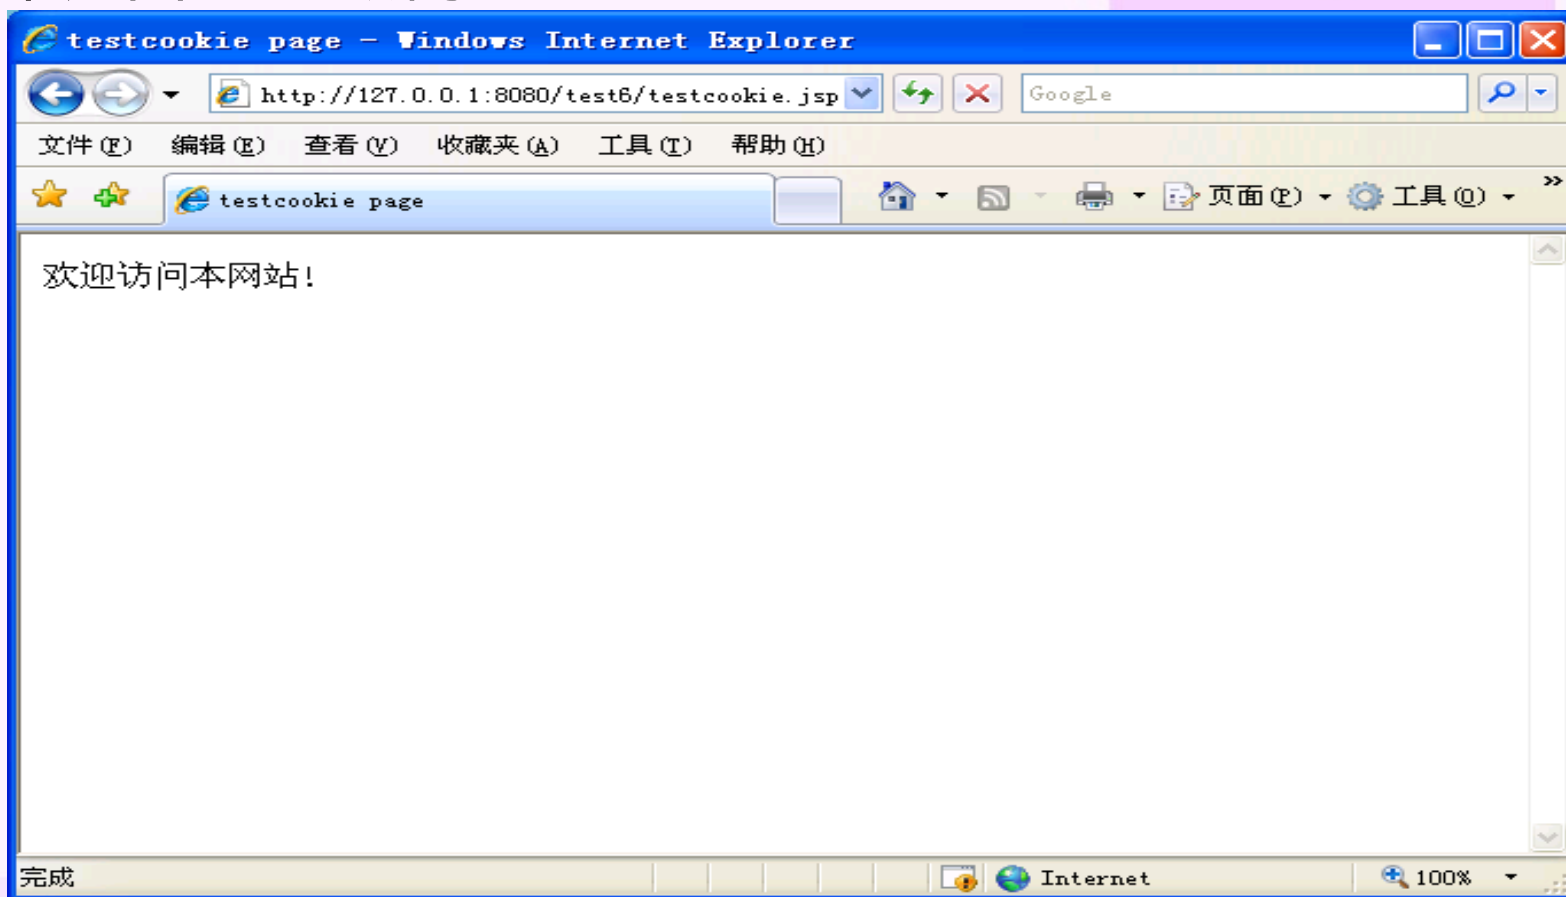 testcookie page - Windows Internet Explorer
http://127.0.0.1:8080/test6/testcookie.jsp Google
文件(F) 编辑(E) 查看(V) 收藏夹(A) 工具(T) 帮助(H)
testcookie page 页面(P) 工具(O) »
欢迎访问本网站!
完成 Internet 100%